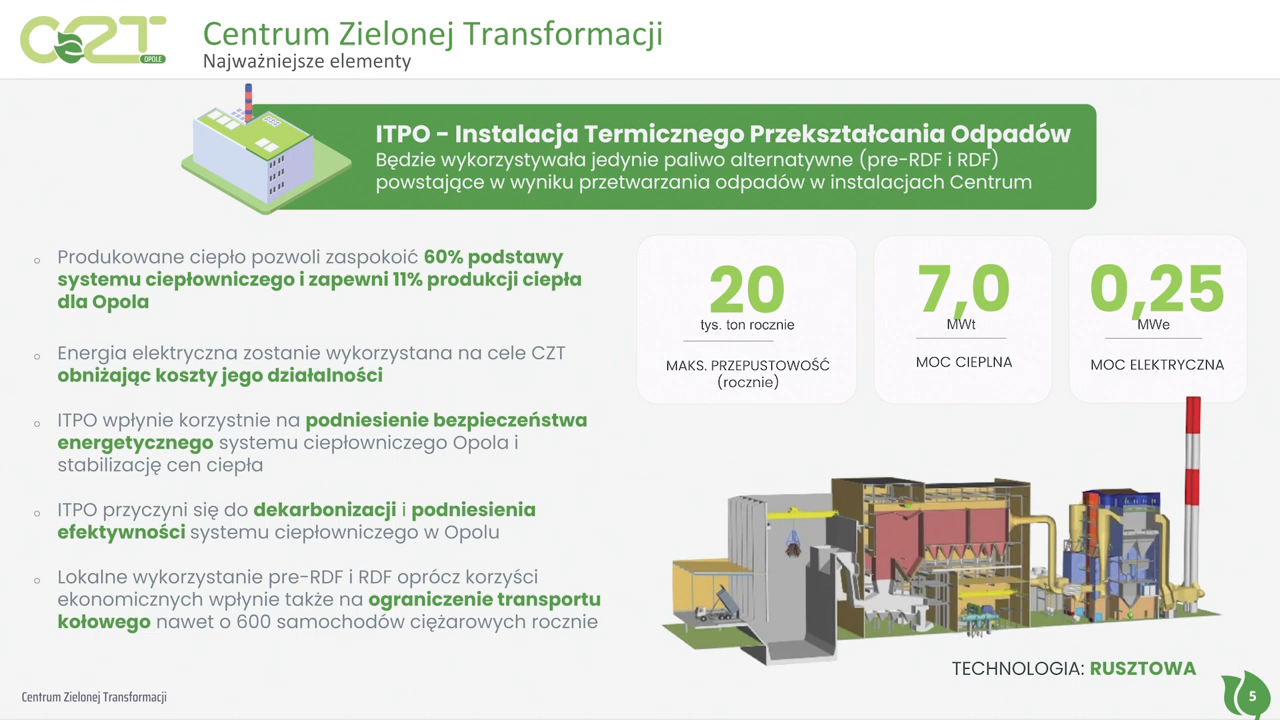 CZT
OPOLE
Centrum Zielonej Transformacji
Najważniejsze elementy
ITPO – Instalacja Termicznego Przekształcania Odpadów
Będzie wykorzystywała jedynie paliwo alternatywne (pre-RDF i RDF)
powstające w wyniku przetwarzania odpadów w instalacjach Centrum
Produkowane ciepło pozwoli zaspokoić 60% podstawy
systemu ciepłowniczego i zapewni 11% produkcji ciepła
dla Opola
Energia elektryczna zostanie wykorzystana na cele CZT
obniżając koszty jego działalności
ITPO wpłynie korzystnie na podniesienie bezpieczeństwa
energetycznego systemu ciepłowniczego Opola i
stabilizację cen ciepła
ITPO przyczyni się do dekarbonizacji i podniesienia
efektywności systemu ciepłowniczego w Opolu
Lokalne wykorzystanie pre-RDF i RDF oprócz korzyści
ekonomicznych wpłynie także na ograniczenie transportu
kołowego nawet o 600 samochodów ciężarowych rocznie
20
tys. ton rocznie
MAKS. PRZEPUSTOWOŚĆ
(rocznie)
7,0
MWt
MOC CIEPLNA
0,25
MWe
MOC ELEKTRYCZNA
TECHNOLOGIA: RUSZTOWA
Centrum Zielonej Transformacji
5